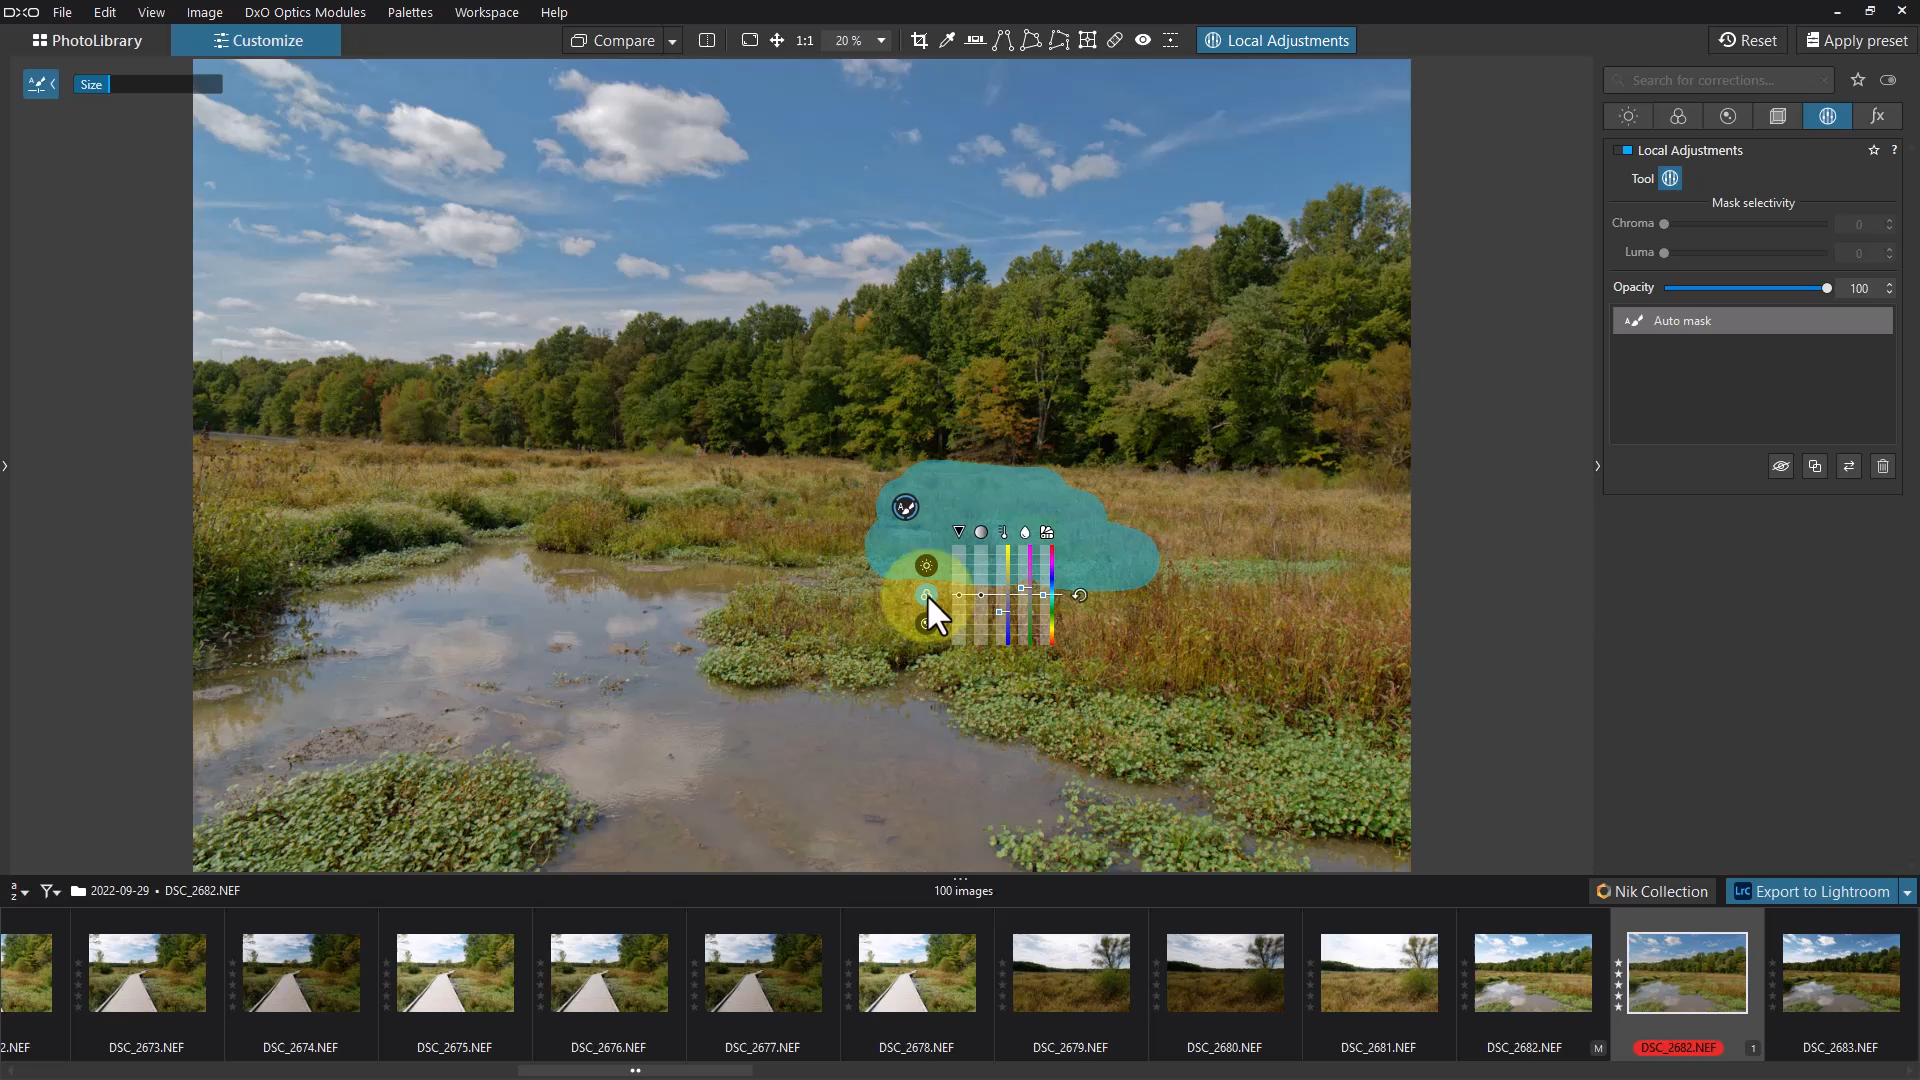 DXO File Edit View Image DxO Optics Modules Palettes Workspace Help
PhotoLibrary Customize Compare 1:1 20 % Local Adjustments Reset Apply preset
Size
Search for corrections...
fx
Local Adjustments ?
Tool
Mask selectivity
Chroma 0
Luma 0
Opacity 100
A Auto mask
A
a z 2022-09-29 • DSC_2682.NEF 100 images Nik Collection LrC Export to Lightroom
2.NEF DSC_2673.NEF DSC_2674.NEF DSC_2675.NEF DSC_2676.NEF DSC_2677.NEF DSC_2678.NEF DSC_2679.NEF DSC_2680.NEF DSC_2681.NEF DSC_2682.NEF M DSC_2682.NEF 1 DSC_2683.NEF